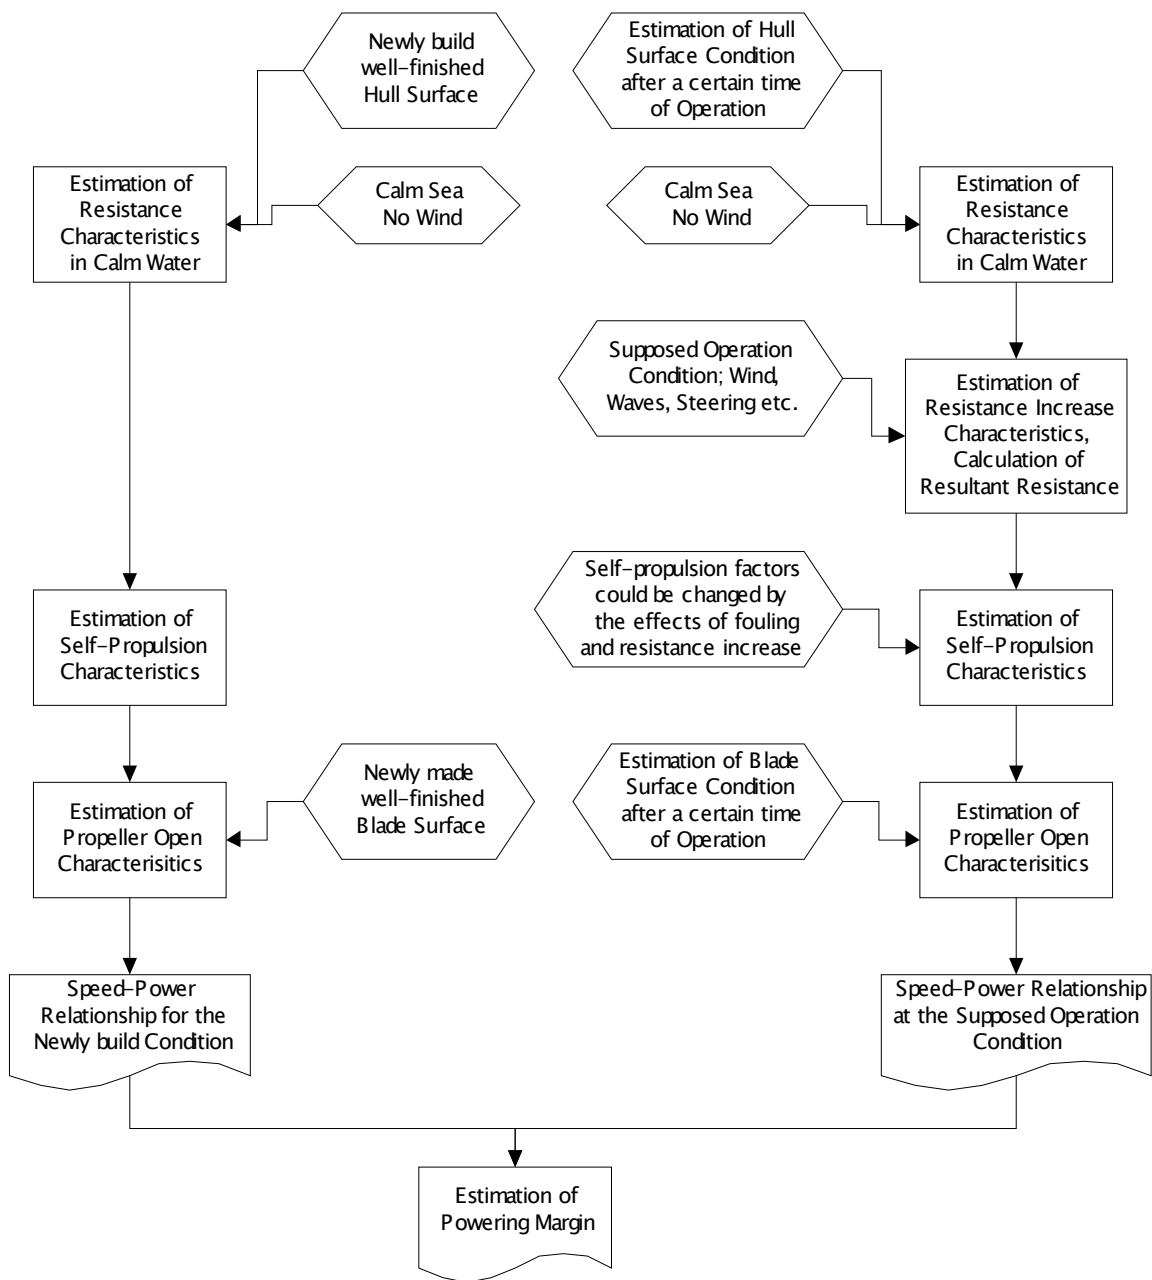 Newly build
well-finished
Hull Surface
Estimation of Hull
Surface Condition
after a certain time
of Operation
Estimation of
Resistance
Characteristics
in Calm Water
Calm Sea
No Wind
Calm Sea
No Wind
Estimation of
Resistance
Characteristics
in Calm Water
Supposed Operation
Condition; Wind,
Waves, Steering etc.
Estimation of
Resistance Increase
Characteristics,
Calculation of
Resultant Resistance
Self-propulsion factors
could be changed by
the effects of fouling
and resistance increase
Estimation of
Self-Propulsion
Characteristics
Estimation of
Self-Propulsion
Characteristics
Estimation of
Propeller Open
Characterisitics
Newly made
well-finished
Blade Surface
Estimation of Blade
Surface Condition
after a certain time
of Operation
Estimation of
Propeller Open
Characterisitics
Speed-Power
Relationship for the
Newly build Condition
Speed-Power Relationship
at the Supposed Operation
Condition
Estimation of
Powering Margin